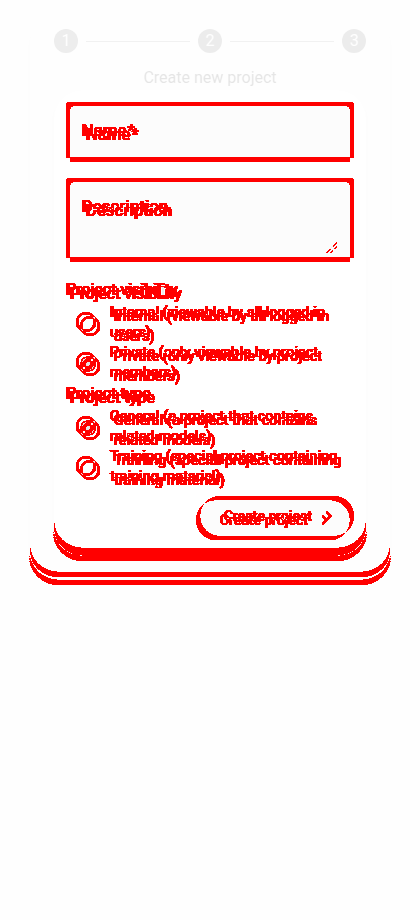 1 2 3
Create new project
Name*
Description
Project visibility
Internal (viewable by all logged in
users)
Private (only viewable by project
members)
Project type
General (a project that contains
related models)
Training (special project containing
training material)
Create project